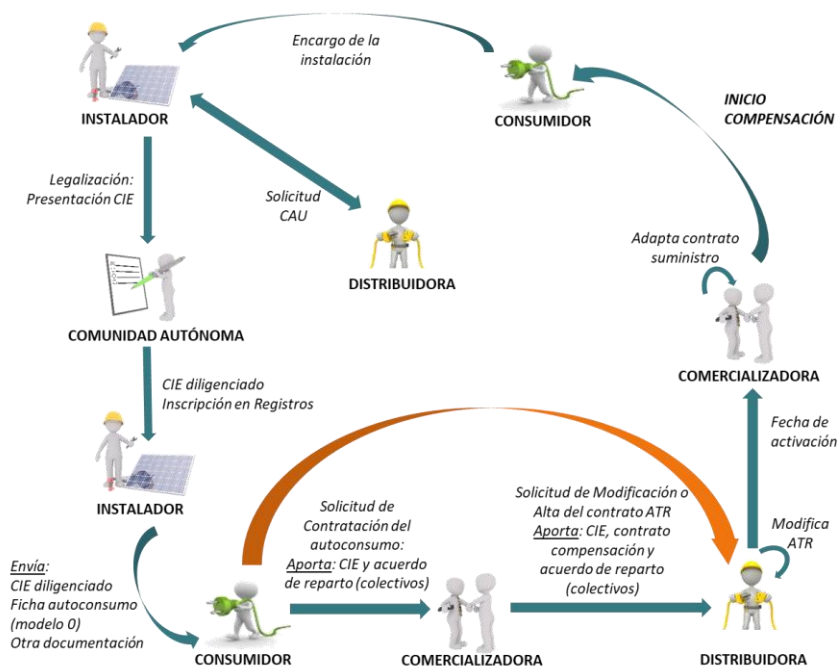 Encargo de la
instalación
INSTALADOR
CONSUMIDOR
INICIO
COMPENSACIÓN
Legalización:
Presentación CIE
Solicitud
CAU
DISTRIBUIDORA
Adapta contrato
suministro
COMUNIDAD AUTÓNOMA
COMERCIALIZADORA
CIE diligenciado
Inscripción en Registros
Fecha de
activación
INSTALADOR
Solicitud de
Contratación del
autoconsumo:
Aporta: CIE y acuerdo
de reparto (colectivos)
Solicitud de Modificación o
Alta del contrato ATR
Aporta: CIE, contrato
compensación y
acuerdo de reparto
(colectivos)
Modifica
ATR
Envía:
CIE diligenciado
Ficha autoconsumo
(modelo 0)
Otra documentación
CONSUMIDOR
COMERCIALIZADORA
DISTRIBUIDORA